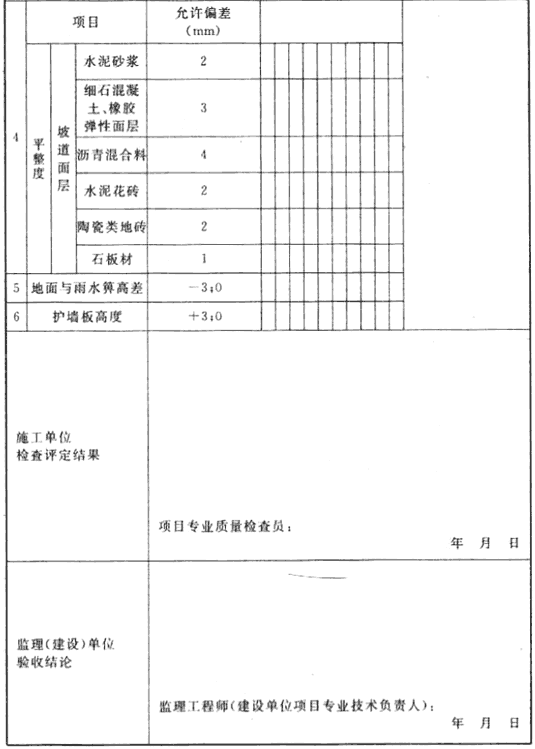 项目
允许偏差
(mm)
4
平整度
坡道面层
水泥砂浆
2
细石混凝
土、橡胶
弹性面层
3
沥青混合料
4
水泥花砖
2
陶瓷类地砖
2
石板材
1
5
地面与雨水箅高差
-3;0
6
护墙板高度
+3;0
施工单位
检查评定结果
项目专业质量检查员:
年 月 日
监理(建设)单位
验收结论
监理工程师(建设单位项目专业技术负责人):
年 月 日